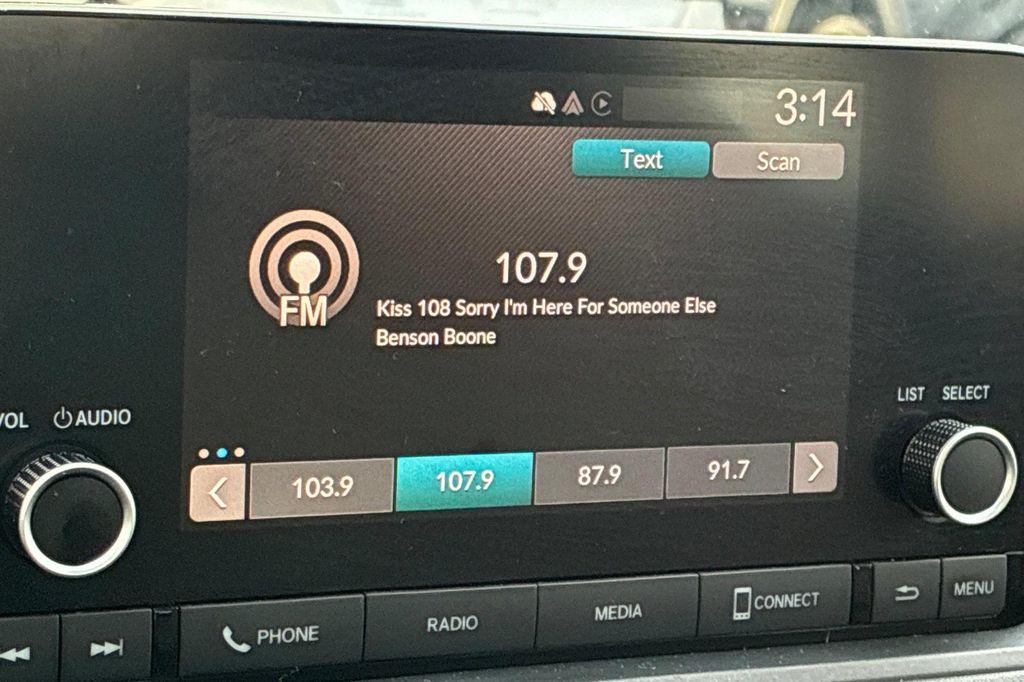 3:14
Text Scan
107.9
FM
Kiss 108 Sorry I'm Here For Someone Else
Benson Boone
LIST SELECT
VOL AUDIO
103.9 107.9 87.9 91.7
PHONE RADIO MEDIA CONNECT MENU